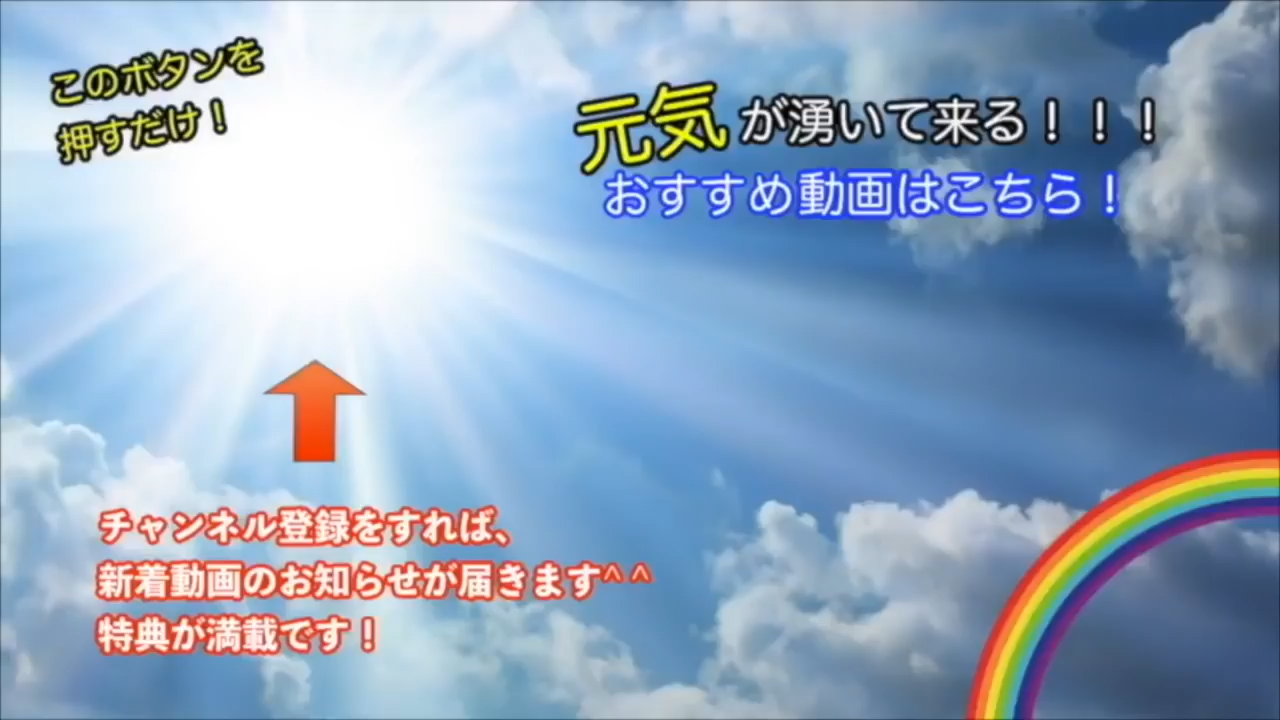 このボタンを
押すだけ！
元気が湧いて来る！！！
おすすめ動画はこちら！
チャンネル登録をすれば、
新着動画のお知らせが届きます^ ^
特典が満載です！